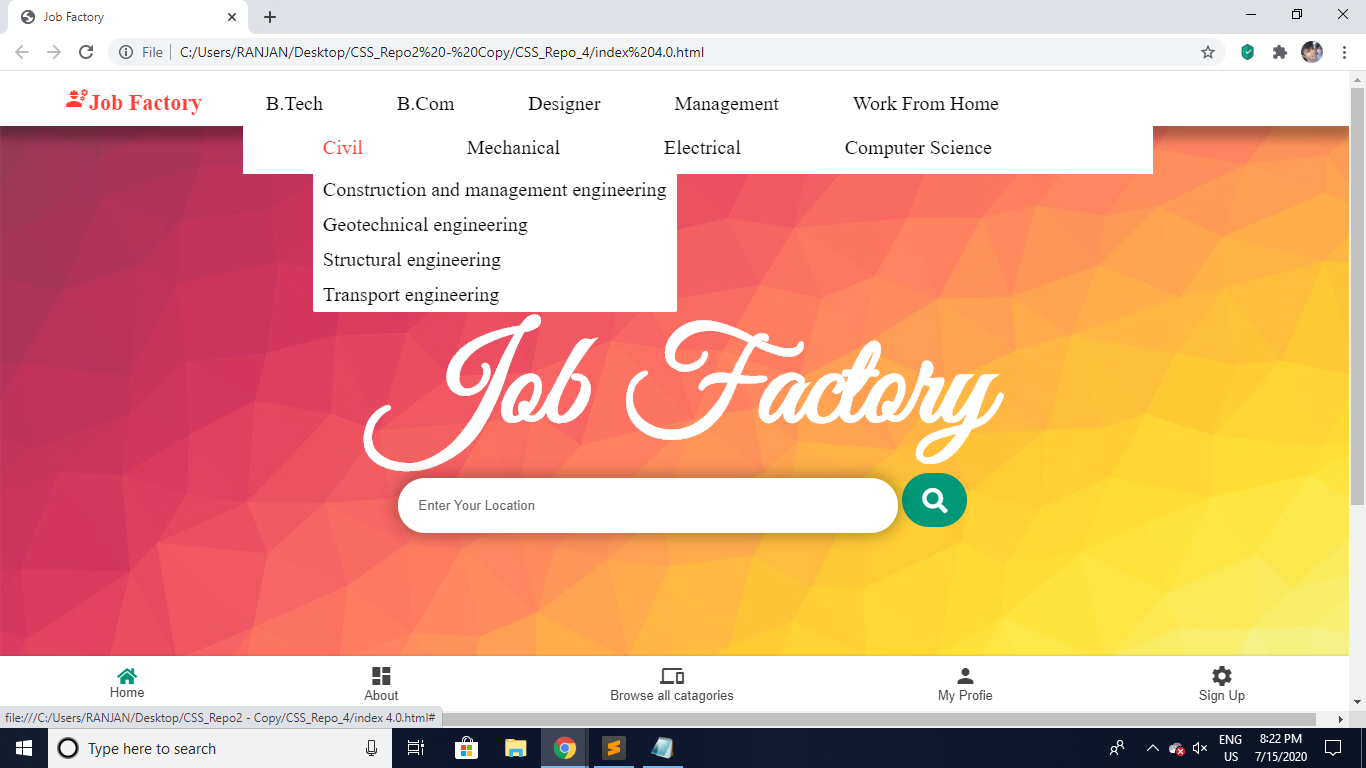 Job Factory
File
C:/Users/RANJAN/Desktop/CSS_Repo2%20-%20Copy/CSS_Repo_4/index%204.0.html
Job Factory B.Tech B.Com Designer Management Work From Home
Civil Mechanical Electrical Computer Science
Construction and management engineering
Geotechnical engineering
Structural engineering
Transport engineering
Job Factory
Enter Your Location
Home About Browse all catagories My Profie Sign Up
file:///C:/Users/RANJAN/Desktop/CSS_Repo2 - Copy/CSS_Repo_4/index 4.0.html#
Type here to search
ENG 8:22 PM
US 7/15/2020